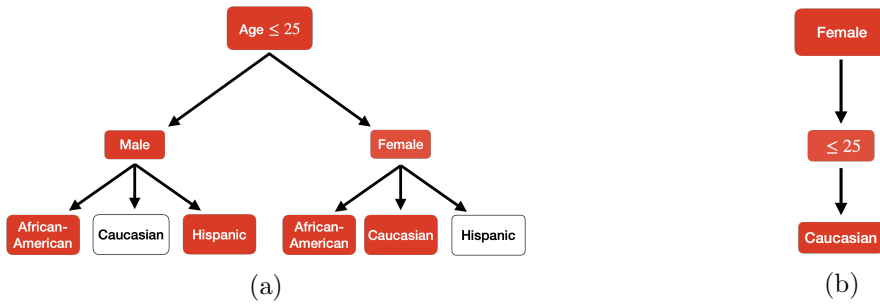 Age ≤ 25
Female
Male
Female
≤ 25
African-
American
Caucasian
Hispanic
African-
American
Caucasian
Hispanic
Caucasian
(a)
(b)